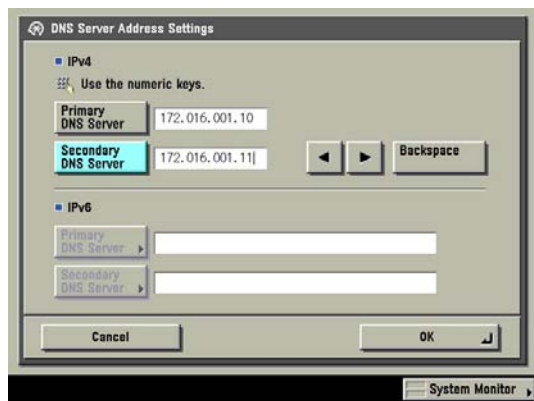 DNS Server Address Settings
IPv4
Use the numeric keys.
Primary
DNS Server
172.016.001.10
Secondary
DNS Server
172.016.001.11
Backspace
IPv6
Primary
DNS Server
Secondary
DNS Server
Cancel
OK
System Monitor